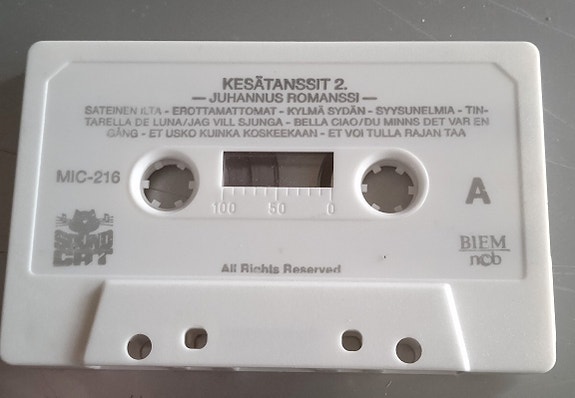 KESÄTANSSIT 2.
— JUHANNUS ROMANSSI —
SATEINEN ILTA - EROTTAMATTOMAT - KYLMÄ SYDÄN - SYYSUNELMIA - TIN-
TARELLA DE LUNA/JAG VILL SJUNGA - BELLA CIAO/DU MINNS DET VAR EN
GÅNG - ET USKO KUINKA KOSKEEKAAN - ET VOI TULLA RAJAN TAA
MIC-216
A
100 50 0
SOUND
CAT
BIEM
ncb
All Rights Reserved